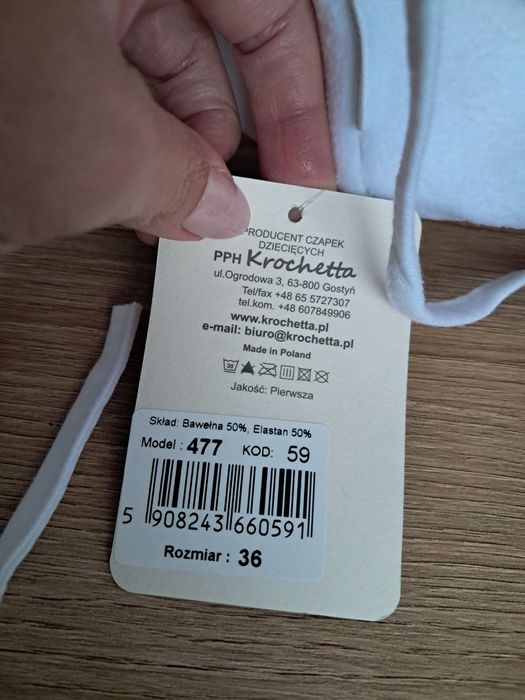 PRODUCENT CZAPEK
DZIECIĘCYCH
PPH Krochetta
ul.Ogrodowa 3, 63-800 Gostyń
Tel/fax +48 65 5727307
tel.kom. +48 607849906
www.krochetta.pl
e-mail: biuro@krochetta.pl
Made in Poland
30
Jakość: Pierwsza
Skład: Bawełna 50%, Elastan 50%
Model : 477 KOD: 59
5 908243 660591
Rozmiar : 36